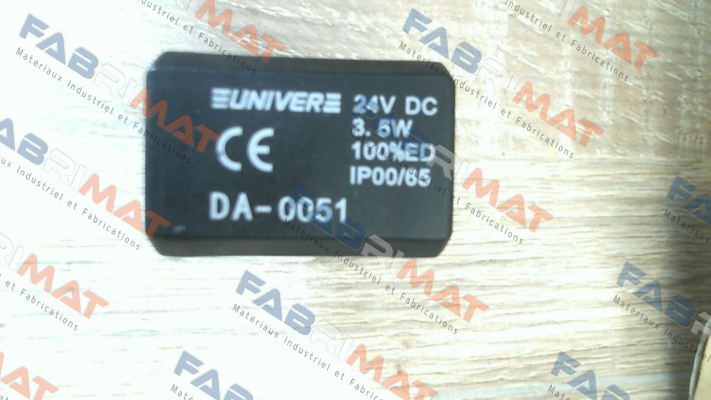 UNIVER 24V DC
3.5W
CE 100%ED
IP00/65
DA-0051
FABRIMAT
Matériaux Industriel et Fabrications